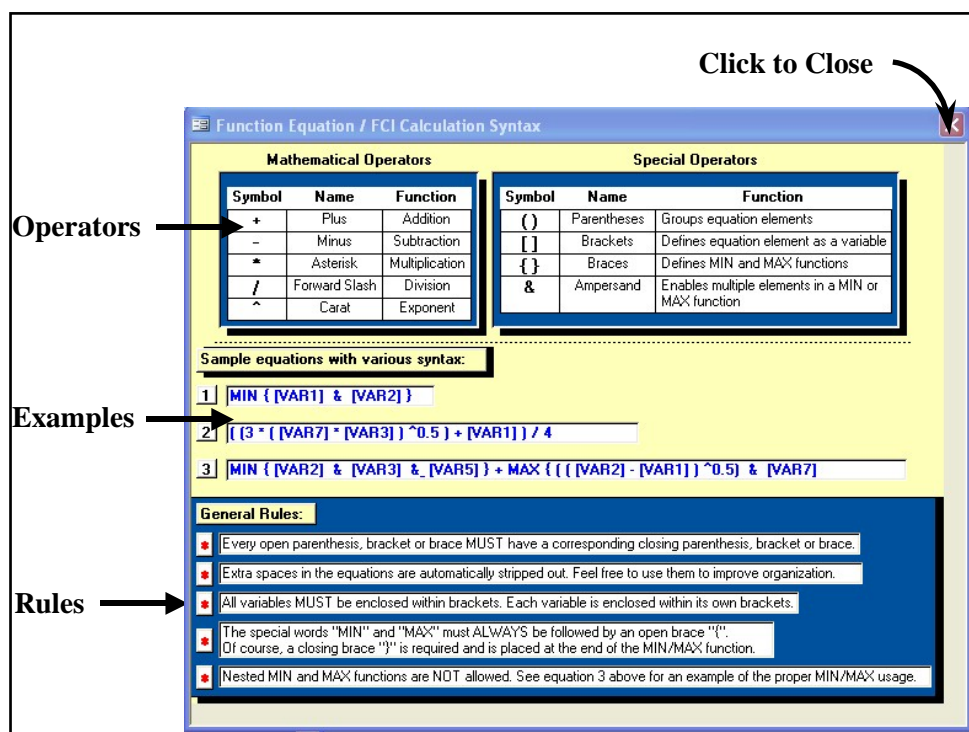 Click to Close
Function Equation / FCI Calculation Syntax
Mathematical Operators
Symbol Name Function
+ Plus Addition
- Minus Subtraction
* Asterisk Multiplication
/ Forward Slash Division
^ Carat Exponent
Special Operators
Symbol Name Function
( ) Parentheses Groups equation elements
[ ] Brackets Defines equation element as a variable
{ } Braces Defines MIN and MAX functions
& Ampersand Enables multiple elements in a MIN or
MAX function
Operators
Sample equations with various syntax:
1 MIN { [VAR1] & [VAR2] }
Examples
2 ( (3 * ( [VAR7] * [VAR3] ) ^0.5 ) + [VAR1] ) / 4
3 MIN { [VAR2] & [VAR3] &_[VAR5] } + MAX { ( ( [VAR2] - [VAR1] ) ^0.5) & [VAR7]
General Rules:
* Every open parenthesis, bracket or brace MUST have a corresponding closing parenthesis, bracket or brace.
* Extra spaces in the equations are automatically stripped out. Feel free to use them to improve organization.
Rules
* All variables MUST be enclosed within brackets. Each variable is enclosed within its own brackets.
* The special words "MIN" and "MAX" must ALWAYS be followed by an open brace "{".
Of course, a closing brace "}" is required and is placed at the end of the MIN/MAX function.
* Nested MIN and MAX functions are NOT allowed. See equation 3 above for an example of the proper MIN/MAX usage.